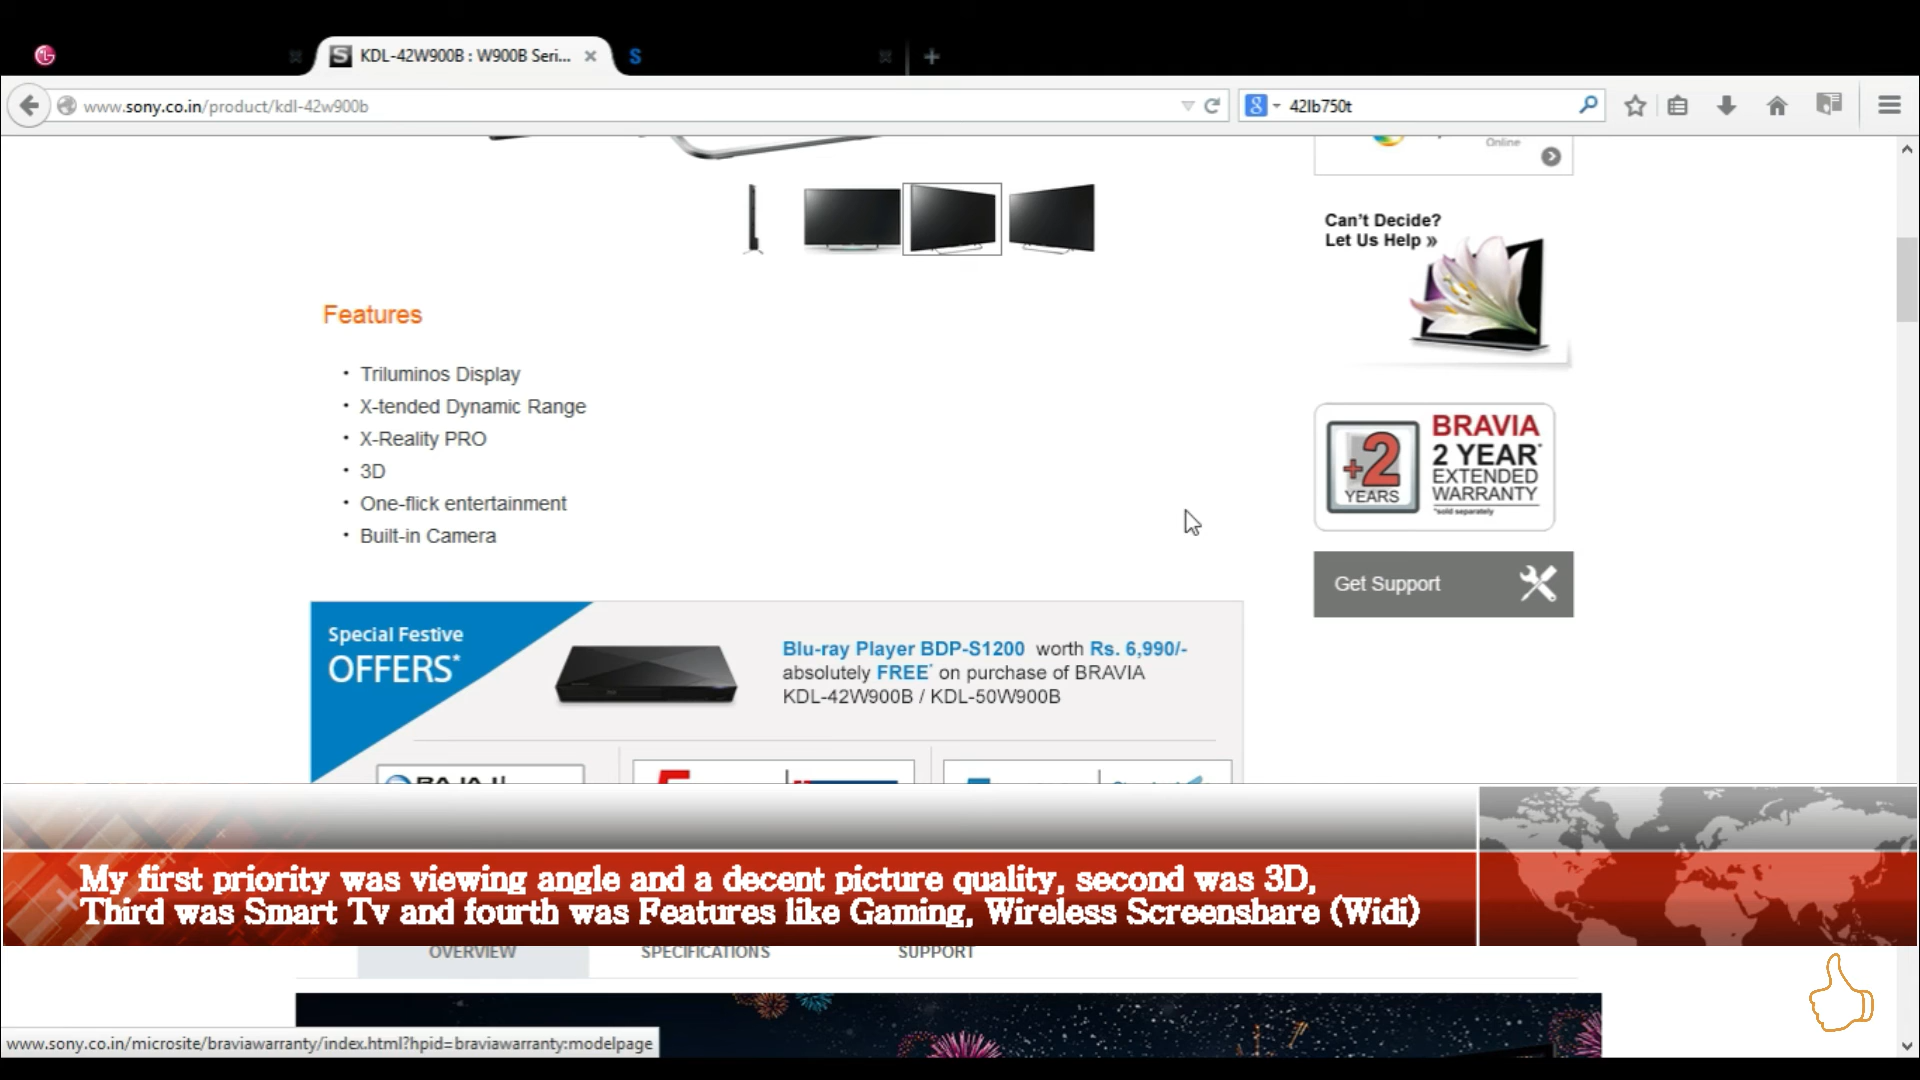 KDL-42W900B : W900B Seri...
www.sony.co.in/product/kdl-42w900b
42lb750t
Online
Can't Decide?
Let Us Help »
Features
• Triluminos Display
• X-tended Dynamic Range
• X-Reality PRO
• 3D
• One-flick entertainment
• Built-in Camera
+2
YEARS
BRAVIA
2 YEAR*
EXTENDED
WARRANTY
*sold separately
Get Support
Special Festive
OFFERS*
Blu-ray Player BDP-S1200 worth Rs. 6,990/-
absolutely FREE* on purchase of BRAVIA
KDL-42W900B / KDL-50W900B
My first priority was viewing angle and a decent picture quality, second was 3D,
Third was Smart Tv and fourth was Features like Gaming, Wireless Screenshare (Widi)
OVERVIEW
SPECIFICATIONS
SUPPORT
www.sony.co.in/microsite/braviawarranty/index.html?hpid=braviawarranty:modelpage